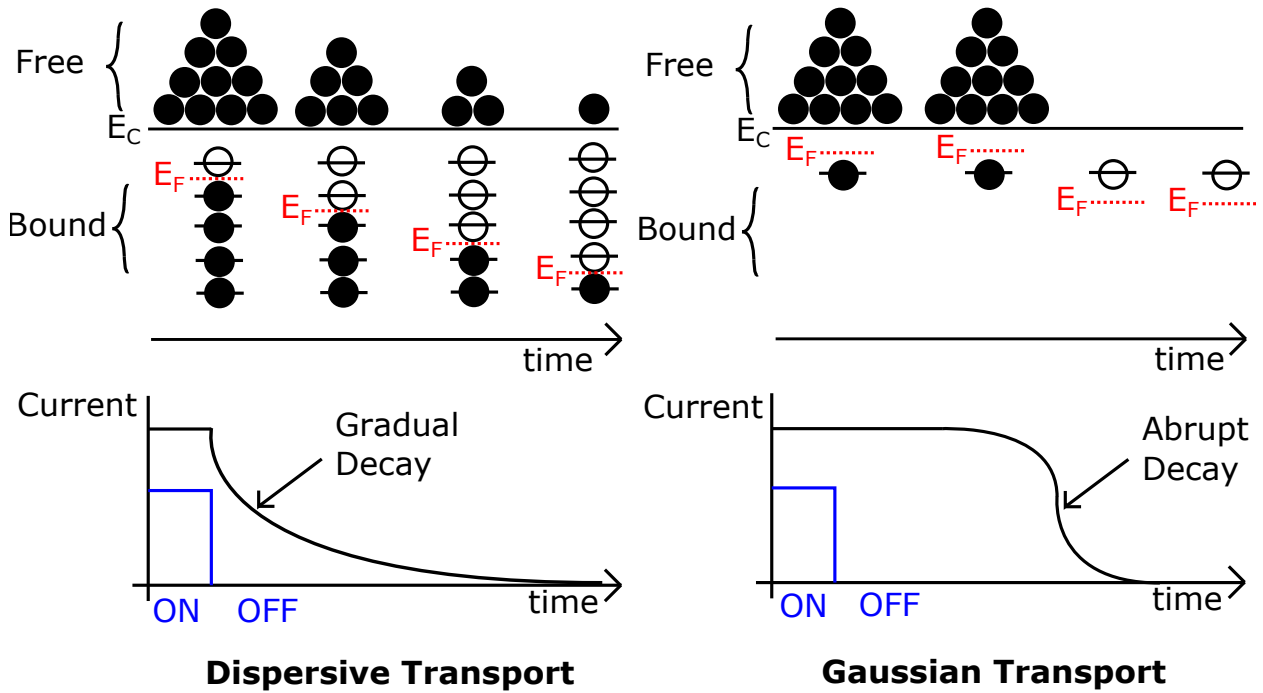 Free
E_C
E_F
E_F
E_F
E_F
Bound
time
Current
Gradual
Decay
time
ON OFF
Dispersive Transport
Free
E_C
E_F
E_F
E_F
E_F
Bound
time
Current
Abrupt
Decay
time
ON OFF
Gaussian Transport